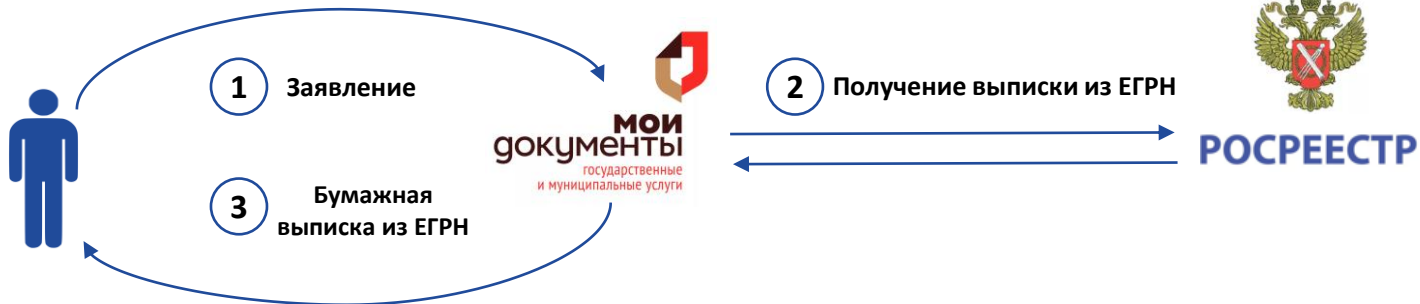 1 Заявление
мои
документы
государственные
и муниципальные услуги
2 Получение выписки из ЕГРН
РОСРЕЕСТР
3 Бумажная
выписка из ЕГРН